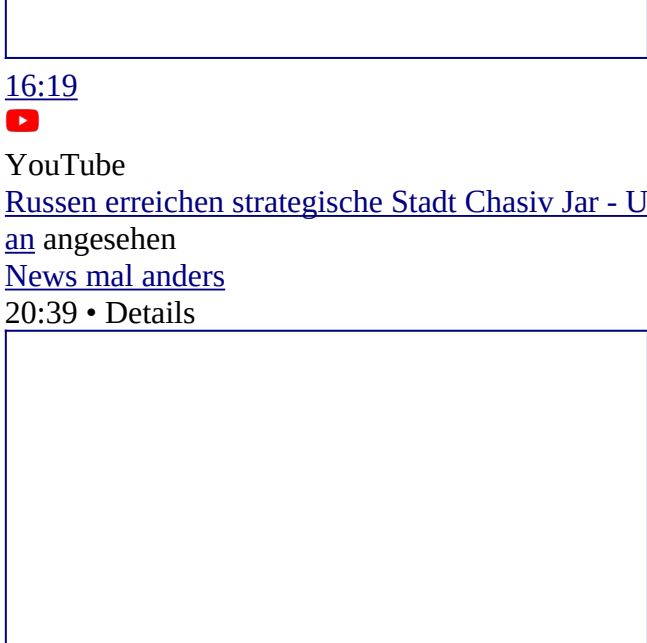 16:19
YouTube
Russen erreichen strategische Stadt Chasiv Jar - U
an angesehen
News mal anders
20:39 • Details